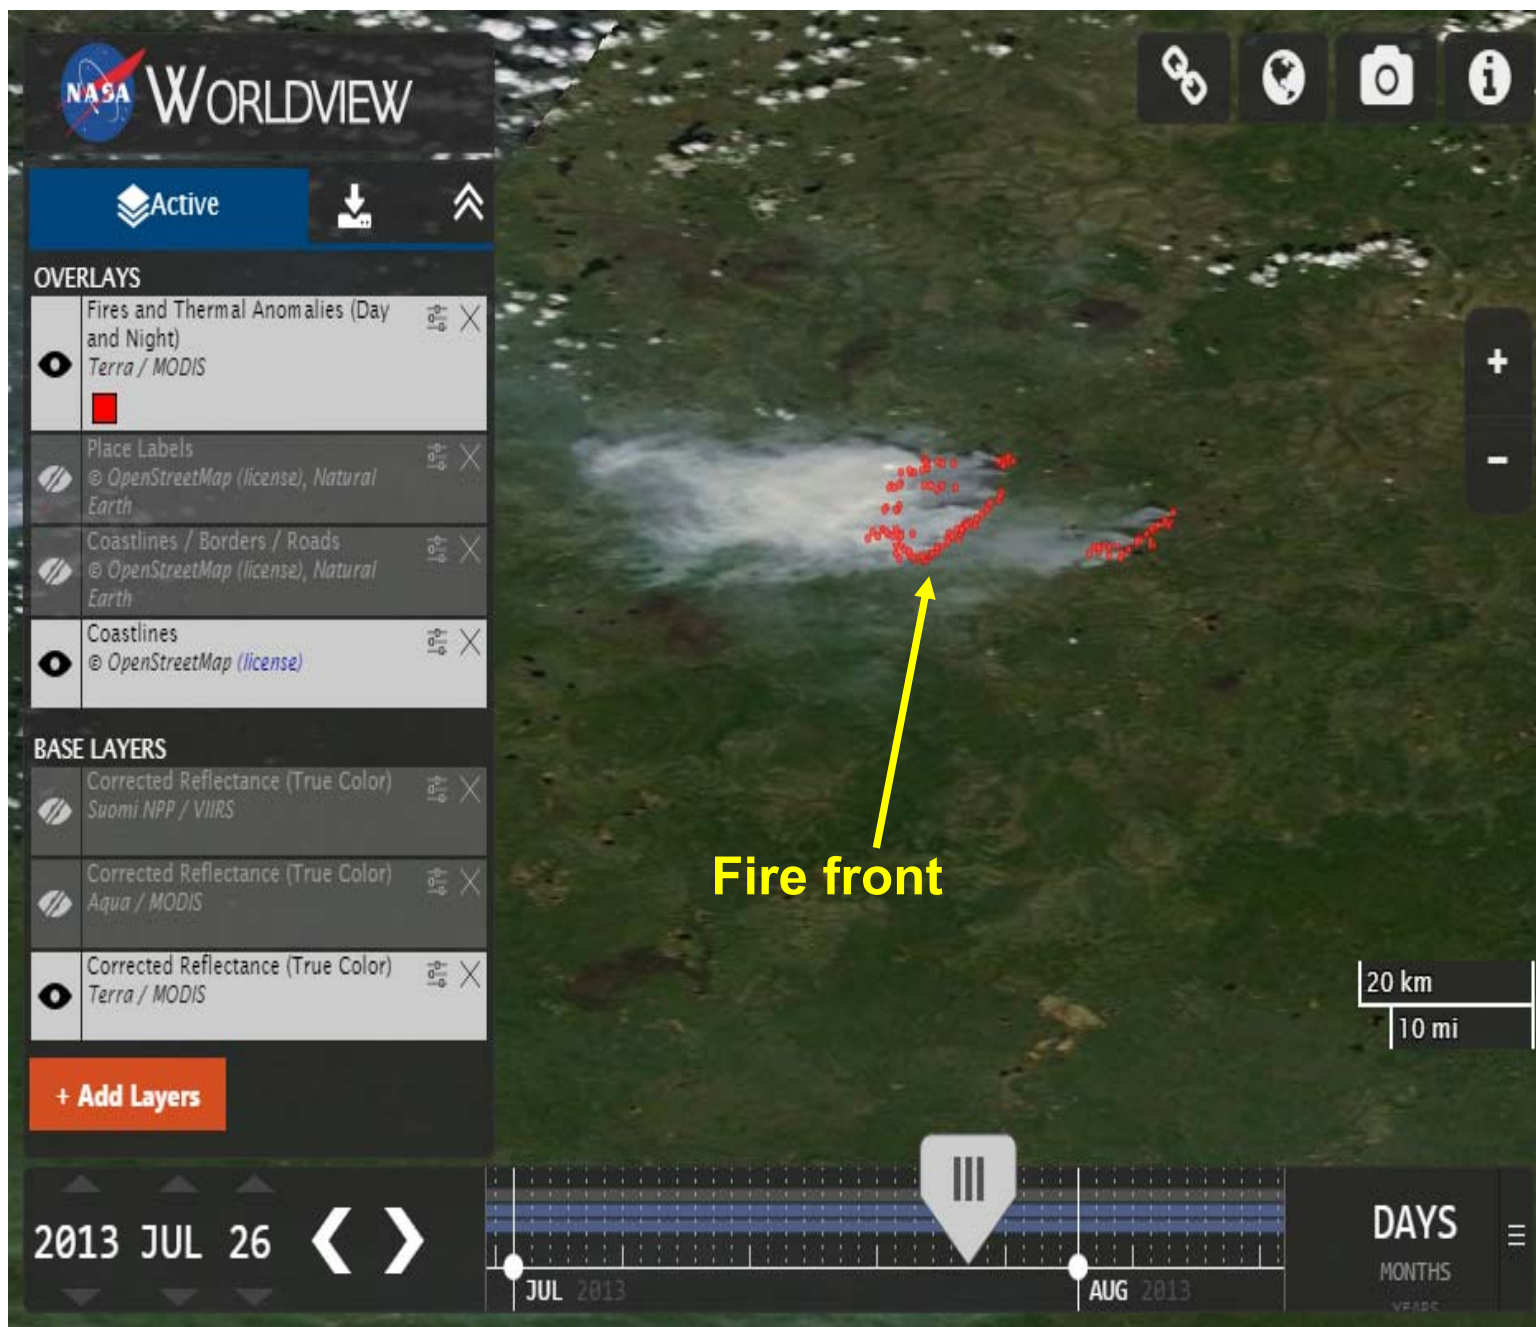 NASA WORLDVIEW
Active
OVERLAYS
Fires and Thermal Anomalies (Day
and Night)
Terra / MODIS
Place Labels
© OpenStreetMap (license), Natural
Earth
Coastlines / Borders / Roads
© OpenStreetMap (license), Natural
Earth
Coastlines
© OpenStreetMap (license)
BASE LAYERS
Corrected Reflectance (True Color)
Suomi NPP / VIIRS
Corrected Reflectance (True Color)
Aqua / MODIS
Corrected Reflectance (True Color)
Terra / MODIS
+ Add Layers
Fire front
20 km
10 mi
2013 JUL 26
JUL 2013
AUG 2013
DAYS
MONTHS
YEARS